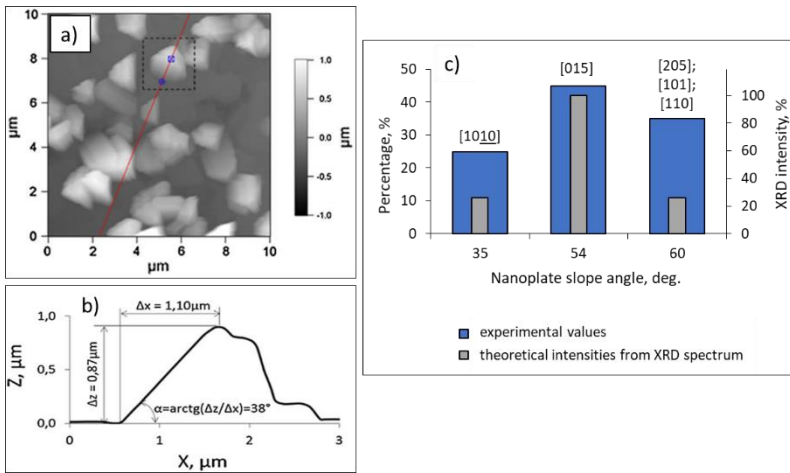 a)
10
8
6
4
2
0
0 2 4 6 8 10
µm
µm
1.0
0.5
0.0
-0.5
-1.0
µm
b)
Δx = 1,10µm
Δz = 0,87µm
α=arctg(Δz/Δx)=38°
1,0
0,5
0,0
Z, µm
0 1 2 3
X, µm
c)
50
40
30
20
10
0
Percentage, %
[1010]
[015]
[205];
[101];
[110]
100
80
60
40
20
0
XRD intensity, %
35 54 60
Nanoplate slope angle, deg.
experimental values
theoretical intensities from XRD spectrum